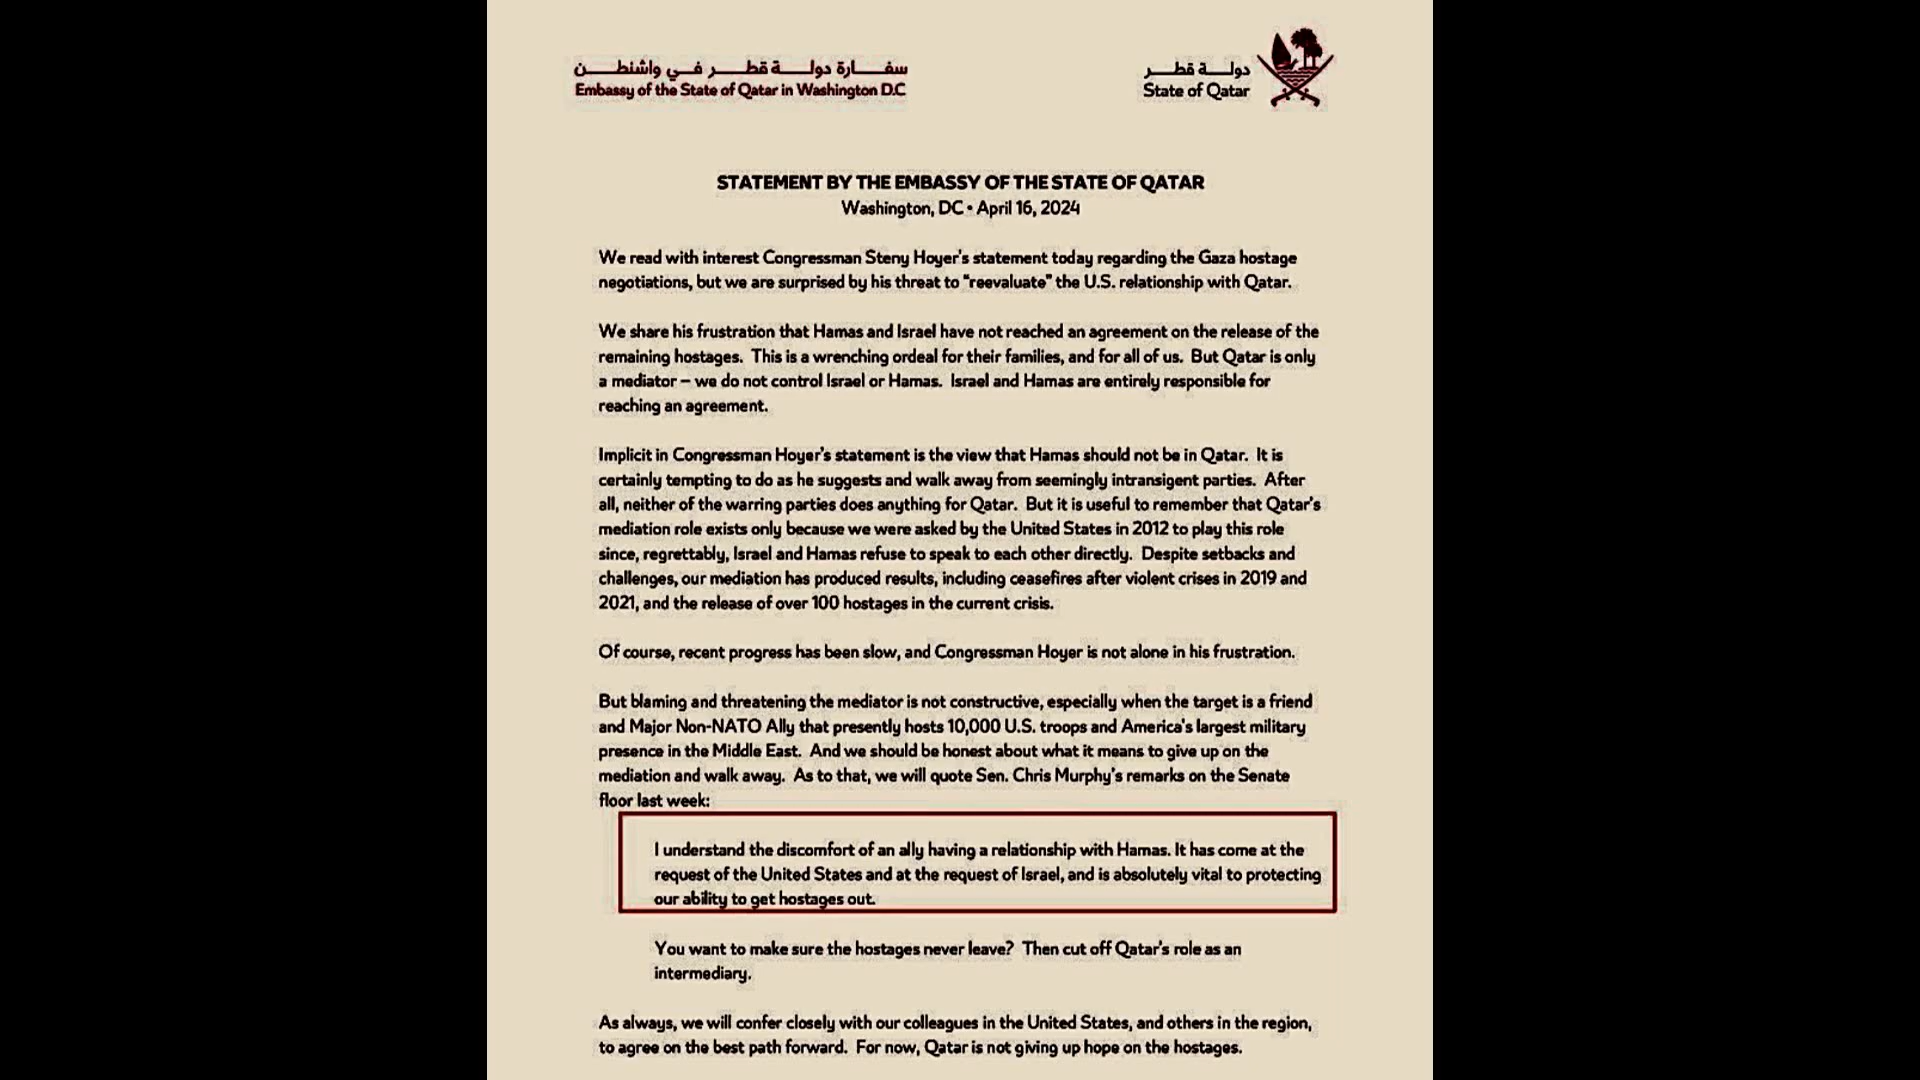 سفارة دولة قطر في واشنطن
Embassy of the State of Qatar in Washington D.C
دولة قطر
State of Qatar
STATEMENT BY THE EMBASSY OF THE STATE OF QATAR
Washington, DC • April 16, 2024
We read with interest Congressman Steny Hoyer's statement today regarding the Gaza hostage
negotiations, but we are surprised by his threat to "reevaluate" the U.S. relationship with Qatar.
We share his frustration that Hamas and Israel have not reached an agreement on the release of the
remaining hostages. This is a wrenching ordeal for their families, and for all of us. But Qatar is only
a mediator – we do not control Israel or Hamas. Israel and Hamas are entirely responsible for
reaching an agreement.
Implicit in Congressman Hoyer's statement is the view that Hamas should not be in Qatar. It is
certainly tempting to do as he suggests and walk away from seemingly intransigent parties. After
all, neither of the warring parties does anything for Qatar. But it is useful to remember that Qatar's
mediation role exists only because we were asked by the United States in 2012 to play this role
since, regrettably, Israel and Hamas refuse to speak to each other directly. Despite setbacks and
challenges, our mediation has produced results, including ceasefires after violent crises in 2019 and
2021, and the release of over 100 hostages in the current crisis.
Of course, recent progress has been slow, and Congressman Hoyer is not alone in his frustration.
But blaming and threatening the mediator is not constructive, especially when the target is a friend
and Major Non-NATO Ally that presently hosts 10,000 U.S. troops and America's largest military
presence in the Middle East. And we should be honest about what it means to give up on the
mediation and walk away. As to that, we will quote Sen. Chris Murphy's remarks on the Senate
floor last week:
I understand the discomfort of an ally having a relationship with Hamas. It has come at the
request of the United States and at the request of Israel, and is absolutely vital to protecting
our ability to get hostages out.
You want to make sure the hostages never leave? Then cut off Qatar's role as an
intermediary.
As always, we will confer closely with our colleagues in the United States, and others in the region,
to agree on the best path forward. For now, Qatar is not giving up hope on the hostages.